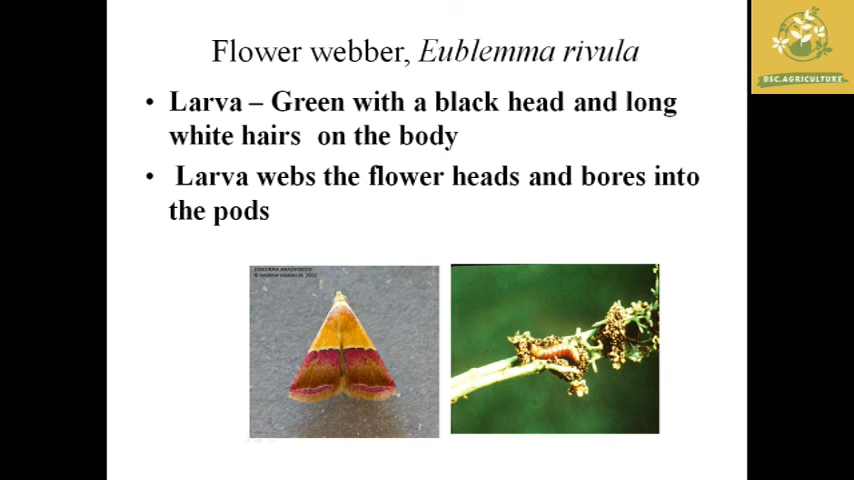 Flower webber, Eublemma rivula
BSC.AGRICULTURE
• Larva – Green with a black head and long
white hairs on the body
• Larva webs the flower heads and bores into
the pods